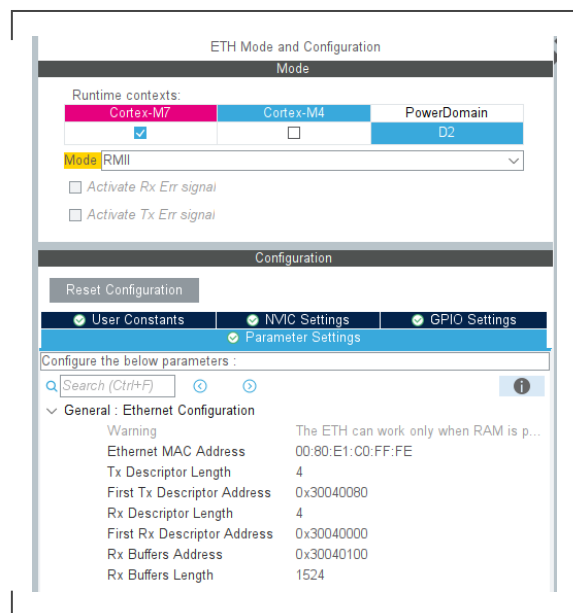 ETH Mode and Configuration
Mode
Runtime contexts:
Cortex-M7 Cortex-M4 PowerDomain
D2
Mode RMII
Activate Rx Err signal
Activate Tx Err signal
Configuration
Reset Configuration
User Constants NVIC Settings GPIO Settings
Parameter Settings
Configure the below parameters :
Search (Ctrl+F)
General : Ethernet Configuration
Warning The ETH can work only when RAM is p...
Ethernet MAC Address 00:80:E1:C0:FF:FE
Tx Descriptor Length 4
First Tx Descriptor Address 0x30040080
Rx Descriptor Length 4
First Rx Descriptor Address 0x30040000
Rx Buffers Address 0x30040100
Rx Buffers Length 1524